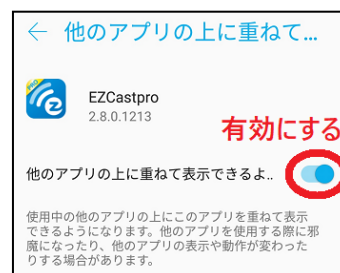 ← 他のアプリの上に重ねて...
PRO
EZCastpro
2.8.0.1213
有効にする
他のアプリの上に重ねて表示できるよ..
使用中の他のアプリの上にこのアプリを重ねて表示
できるようになります。他のアプリを使用する際に邪
魔になったり、他のアプリの表示や動作が変わった
りする場合があります。